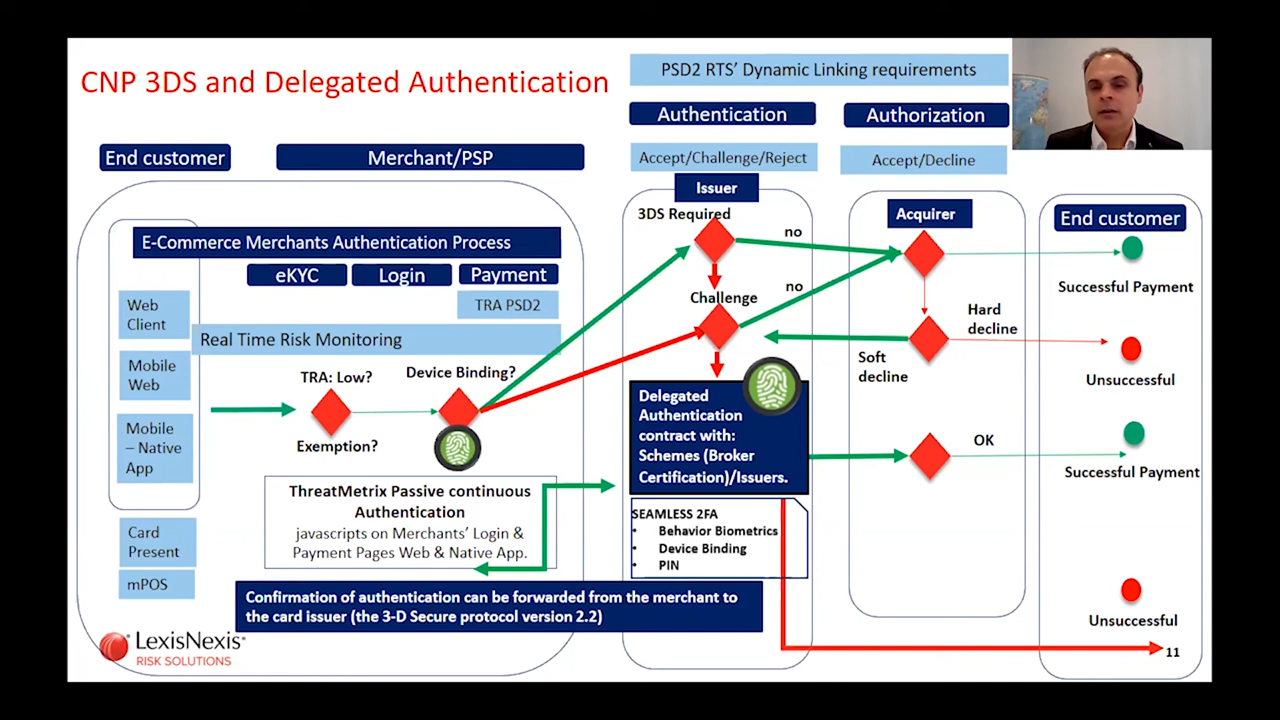 CNP 3DS and Delegated Authentication
PSD2 RTS' Dynamic Linking requirements
Authentication
Authorization
Accept/Challenge/Reject
Accept/Decline
End customer
Merchant/PSP
Issuer
Acquirer
End customer
3DS Required
no
E-Commerce Merchants Authentication Process
eKYC
Login
Payment
TRA PSD2
Web
Client
Real Time Risk Monitoring
Mobile
Web
Mobile
– Native
App
Card
Present
mPOS
TRA: Low?
Exemption?
Device Binding?
Challenge
no
Successful Payment
Hard
decline
Soft
decline
Unsuccessful
Delegated
Authentication
contract with:
Schemes (Broker
Certification)/Issuers.
OK
Successful Payment
ThreatMetrix Passive continuous
Authentication
javascripts on Merchants' Login &
Payment Pages Web & Native App.
SEAMLESS 2FA
• Behavior Biometrics
• Device Binding
• PIN
Confirmation of authentication can be forwarded from the merchant to
the card issuer (the 3-D Secure protocol version 2.2)
Unsuccessful
LexisNexis®
RISK SOLUTIONS
11